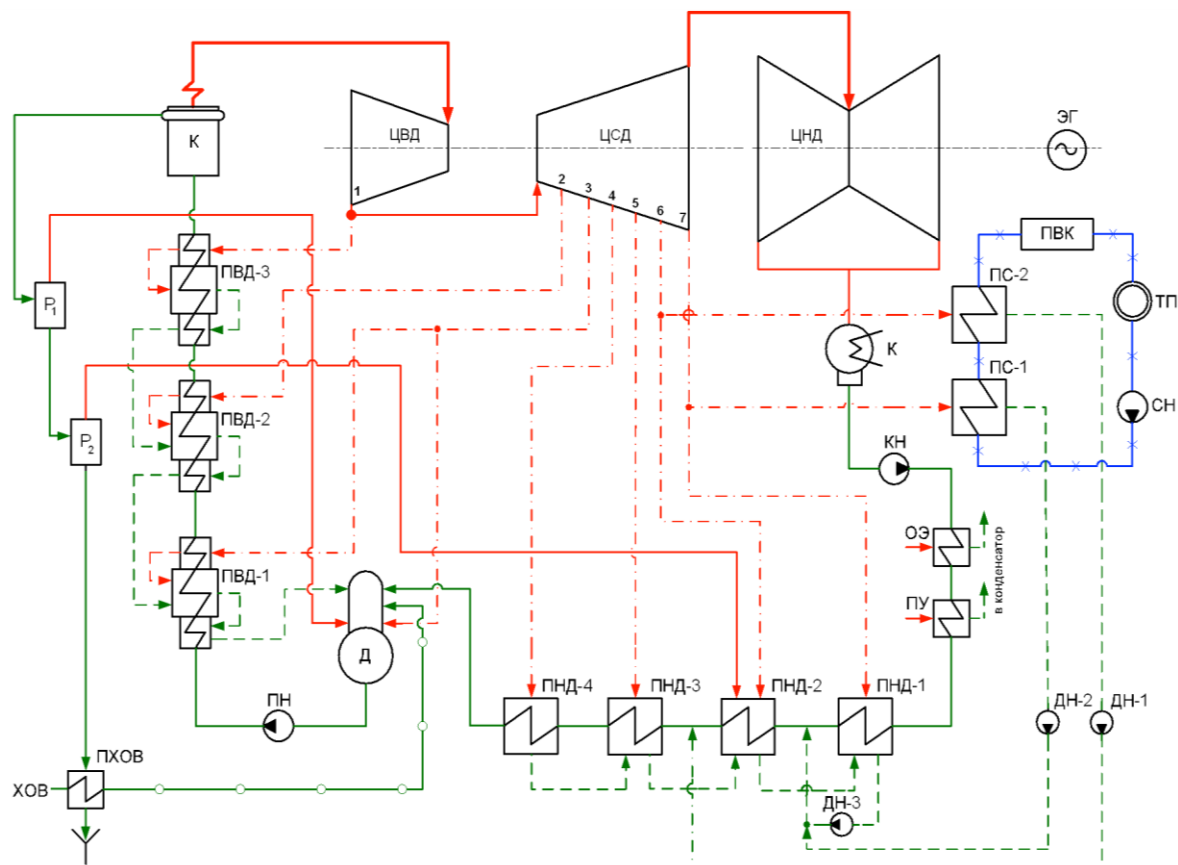 ЭГ
К
ЦВД
ЦСД
ЦНД
1
2
3
4
5
6
7
ПВК
ПВД-3
ПС-2
ТП
Р1
К
ПС-1
СН
ПВД-2
Р2
КН
ОЭ
в конденсатор
ПВД-1
ПУ
Д
ПН
ПНД-4
ПНД-3
ПНД-2
ПНД-1
ДН-2
ДН-1
ПХОВ
ХОВ
ДН-3